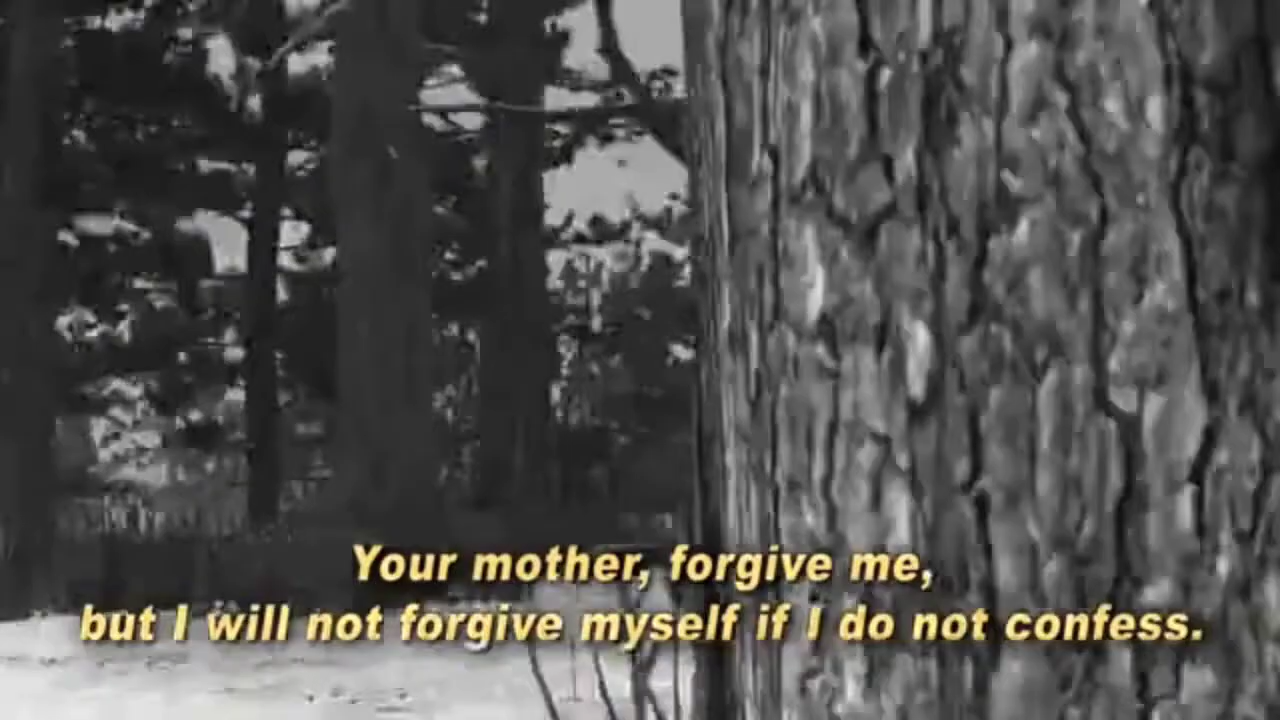 Your mother, forgive me,
but I will not forgive myself if I do not confess.